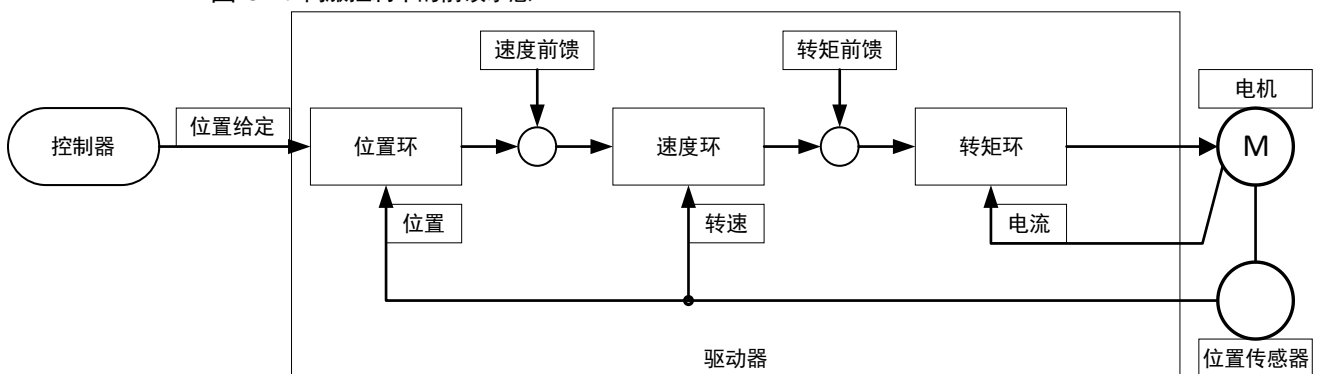 速度前馈
转矩前馈
电机
控制器
位置给定
位置环
速度环
转矩环
M
位置
转速
电流
驱动器
位置传感器